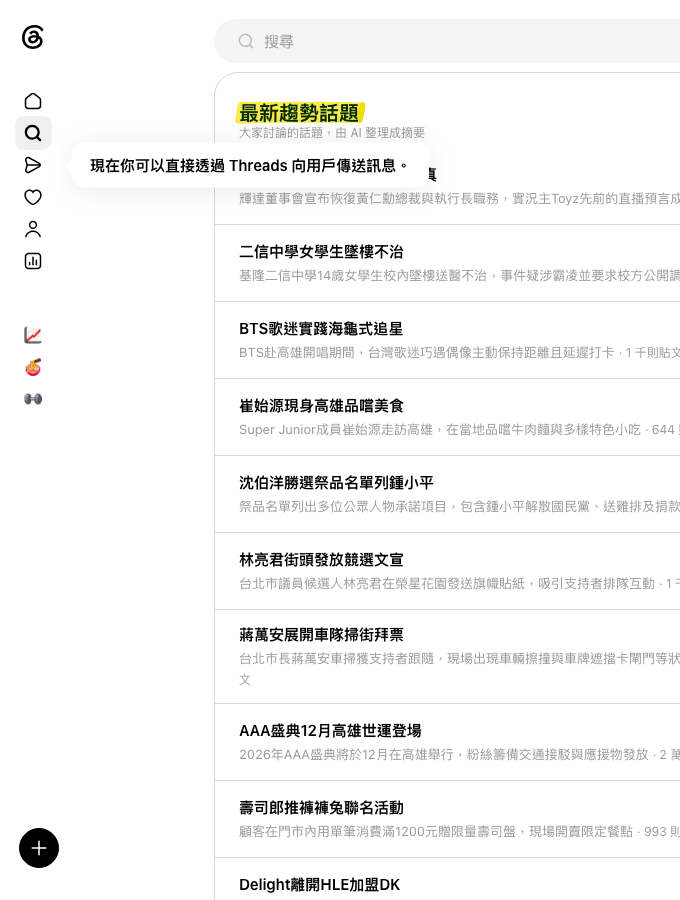 搜尋
最新趨勢話題
大家討論的話題，由 AI 整理成摘要
現在你可以直接透過 Threads 向用戶傳送訊息。
真
輝達董事會宣布恢復黃仁勳總裁與執行長職務，實況主Toyz先前的直播預言成
二信中學女學生墜樓不治
基隆二信中學14歲女學生校內墜樓送醫不治，事件疑涉霸凌並要求校方公開調
BTS歌迷實踐海龜式追星
BTS赴高雄開唱期間，台灣歌迷巧遇偶像主動保持距離且延遲打卡 · 1 千則貼文
崔始源現身高雄品嚐美食
Super Junior成員崔始源走訪高雄，在當地品嚐牛肉麵與多樣特色小吃 · 644
沈伯洋勝選祭品名單列鍾小平
祭品名單列出多位公眾人物承諾項目，包含鍾小平解散國民黨、送雞排及捐款
林亮君街頭發放競選文宣
台北市議員候選人林亮君在榮星花園發送旗幟貼紙，吸引支持者排隊互動 · 1 千
蔣萬安展開車隊掃街拜票
台北市長蔣萬安車掃獲支持者跟隨，現場出現車輛擦撞與車牌遮擋卡閘門等狀
文
AAA盛典12月高雄世運登場
2026年AAA盛典將於12月在高雄舉行，粉絲籌備交通接駁與應援物發放 · 2 萬
壽司郎推褲褲兔聯名活動
顧客在門市內用單筆消費滿1200元贈限量壽司盤，現場開賣限定餐點 · 993 則
Delight離開HLE加盟DK